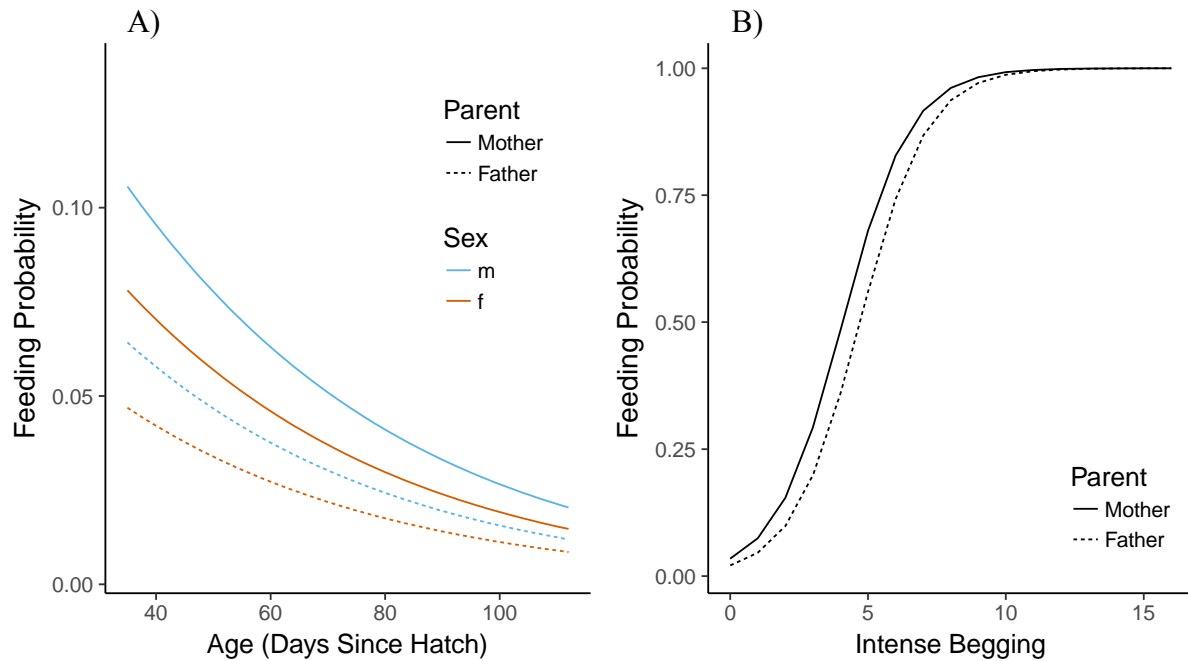 A)
Feeding Probability
0.10
0.05
0.00
40 60 80 100
Age (Days Since Hatch)
Parent
Mother
Father
Sex
m
f
B)
Feeding Probability
1.00
0.75
0.50
0.25
0.00
0 5 10 15
Intense Begging
Parent
Mother
Father